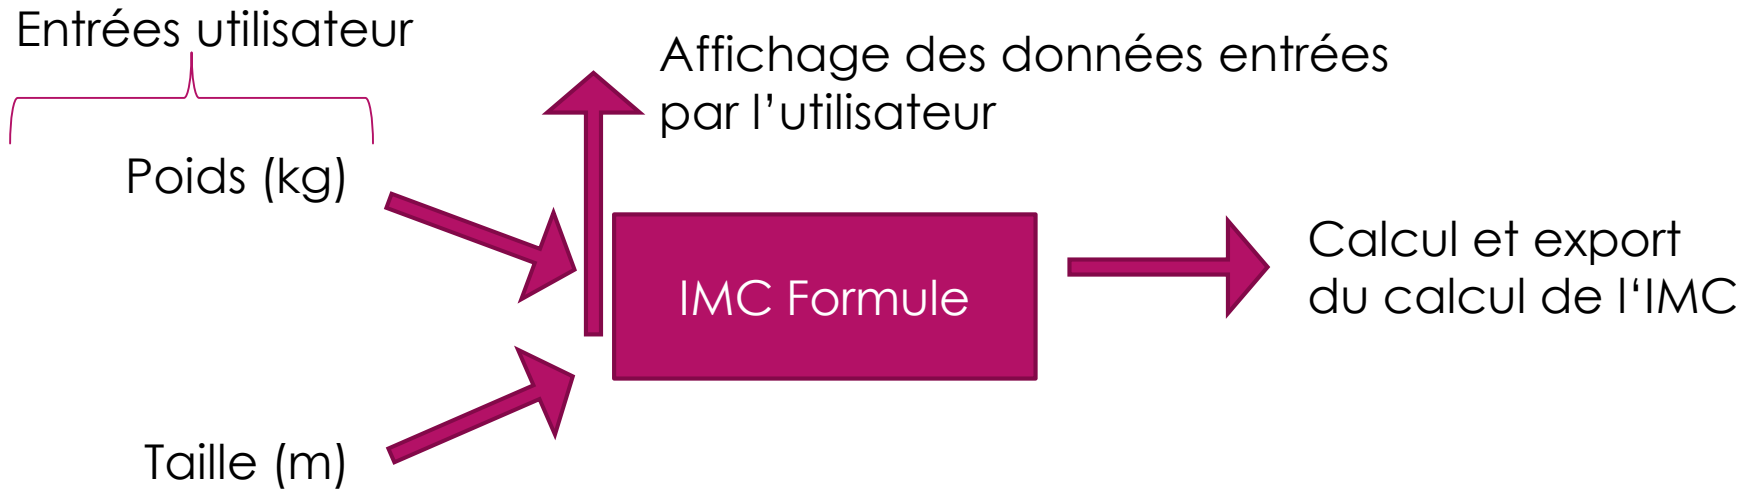 Entrées utilisateur
Affichage des données entrées
par l’utilisateur
Poids (kg)
IMC Formule
Calcul et export
du calcul de l‘IMC
Taille (m)